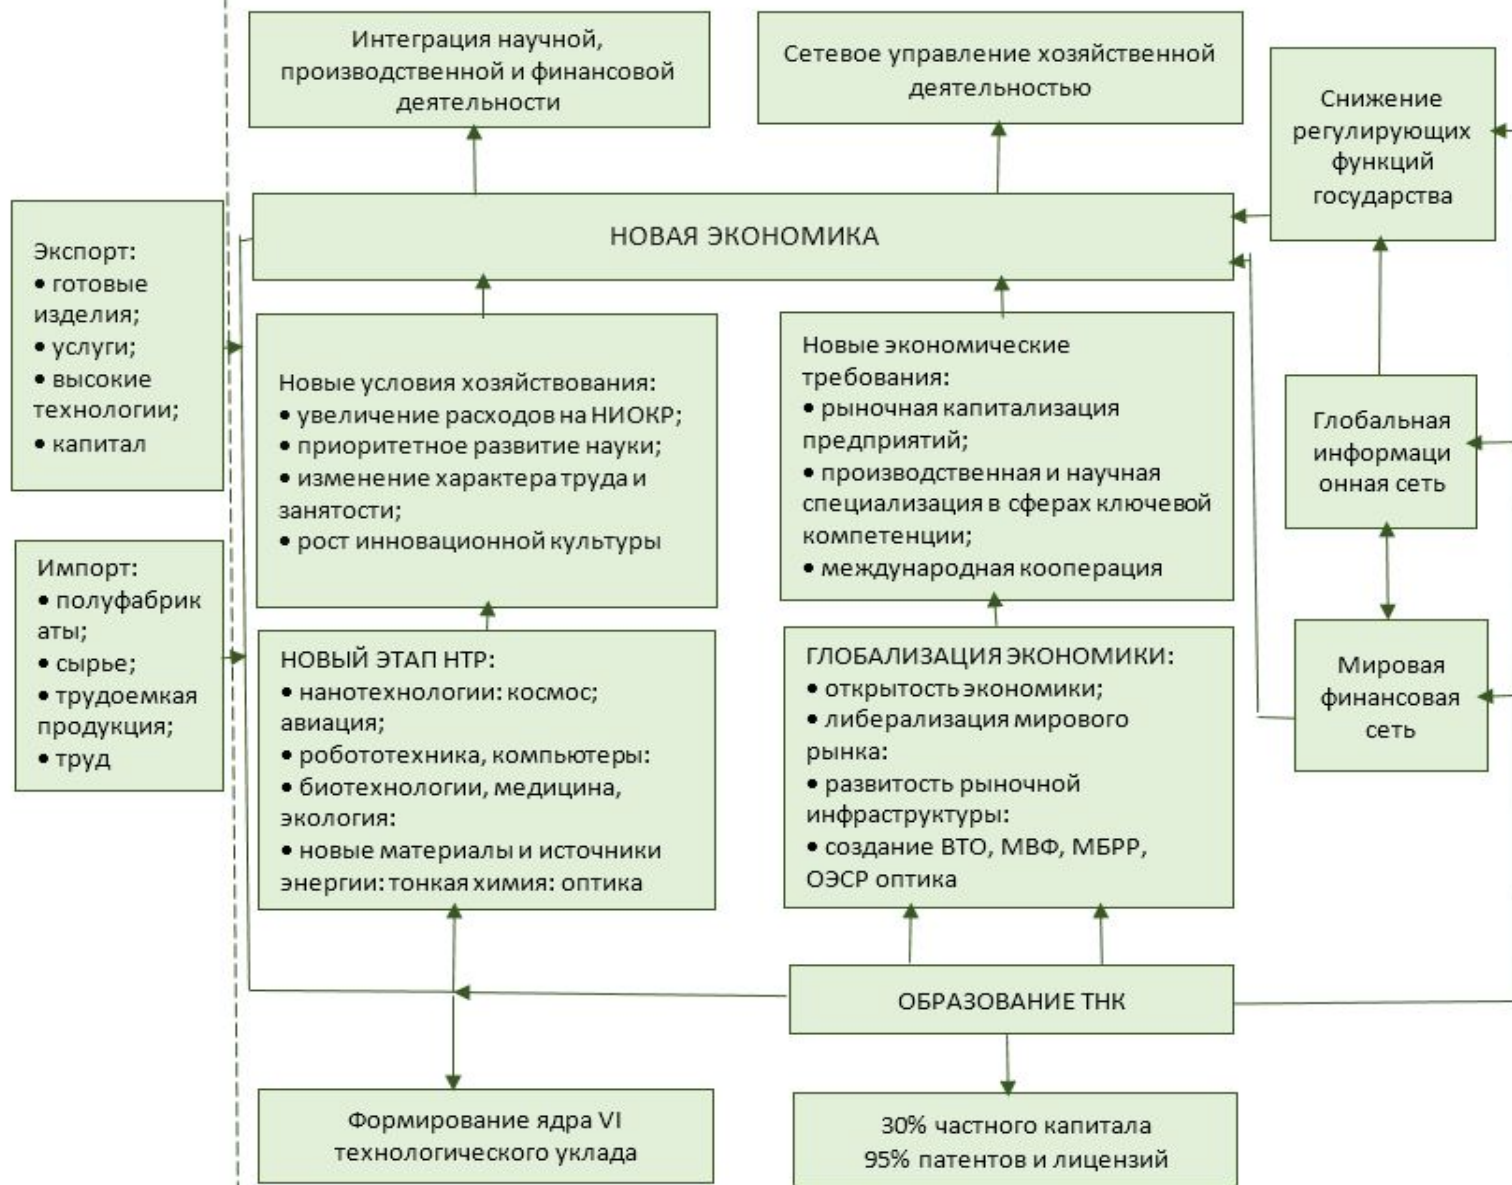 Интеграция научной,
производственной и финансовой
деятельности
Сетевое управление хозяйственной
деятельностью
Снижение
регулирующих
функций
государства
НОВАЯ ЭКОНОМИКА
Экспорт:
• готовые
изделия;
• услуги;
• высокие
технологии;
• капитал
Новые условия хозяйствования:
• увеличение расходов на НИОКР;
• приоритетное развитие науки;
• изменение характера труда и
занятости;
• рост инновационной культуры
Новые экономические
требования:
• рыночная капитализация
предприятий;
• производственная и научная
специализация в сферах ключевой
компетенции;
• международная кооперация
Глобальная
информаци
онная сеть
Импорт:
• полуфабрик
аты;
• сырье;
• трудоемкая
продукция;
• труд
НОВЫЙ ЭТАП НТР:
• нанотехнологии: космос;
авиация;
• робототехника, компьютеры:
• биотехнологии, медицина,
экология:
• новые материалы и источники
энергии: тонкая химия: оптика
ГЛОБАЛИЗАЦИЯ ЭКОНОМИКИ:
• открытость экономики;
• либерализация мирового
рынка:
• развитость рыночной
инфраструктуры:
• создание ВТО, МВФ, МБРР,
ОЭСР оптика
Мировая
финансовая
сеть
ОБРАЗОВАНИЕ ТНК
Формирование ядра VI
технологического уклада
30% частного капитала
95% патентов и лицензий